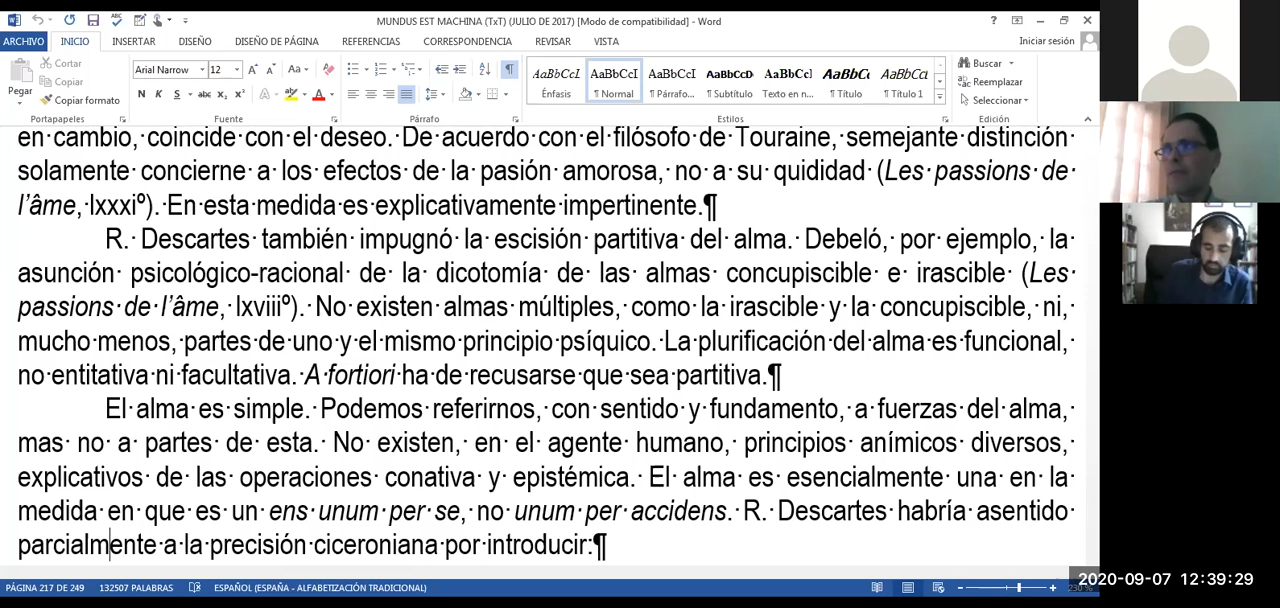 MUNDUS EST MACHINA (TxT) (JULIO DE 2017) [Modo de compatibilidad] - Word
ARCHIVO INICIO INSERTAR DISEÑO DISEÑO DE PÁGINA REFERENCIAS CORRESPONDENCIA REVISAR VISTA Iniciar sesión
Pegar
Cortar
Copiar
Copiar formato
Arial Narrow 12
N K S abc x₂ x²
AaBbCcI AaBbCcI AaBbCcI AaBbCcD AaBbCcl AaBbC AaBbCcl
Énfasis ¶ Normal ¶ Párrafo... ¶ Subtítulo Texto en n... ¶ Título ¶ Título 1
Buscar
Reemplazar
Seleccionar
Portapapeles Fuente Párrafo Estilos Edición
en cambio, coincide con el deseo. De acuerdo con el filósofo de Touraine, semejante distinción
solamente concierne a los efectos de la pasión amorosa, no a su quididad (Les passions de
l'âme, lxxxiº). En esta medida es explicativamente impertinente.¶
R. Descartes también impugnó la escisión partitiva del alma. Debeló, por ejemplo, la
asunción psicológico-racional de la dicotomía de las almas concupiscible e irascible (Les
passions de l'âme, lxviiiº). No existen almas múltiples, como la irascible y la concupiscible, ni,
mucho menos, partes de uno y el mismo principio psíquico. La plurificación del alma es funcional,
no entitativa ni facultativa. A fortiori ha de recusarse que sea partitiva.¶
El alma es simple. Podemos referirnos, con sentido y fundamento, a fuerzas del alma,
mas no a partes de esta. No existen, en el agente humano, principios anímicos diversos,
explicativos de las operaciones conativa y epistémica. El alma es esencialmente una en la
medida en que es un ens unum per se, no unum per accidens. R. Descartes habría asentido
parcialmente a la precisión ciceroniana por introducir:¶
PÁGINA 217 DE 249 132507 PALABRAS ESPAÑOL (ESPAÑA - ALFABETIZACIÓN TRADICIONAL) 230 %
2020-09-07 12:39:29